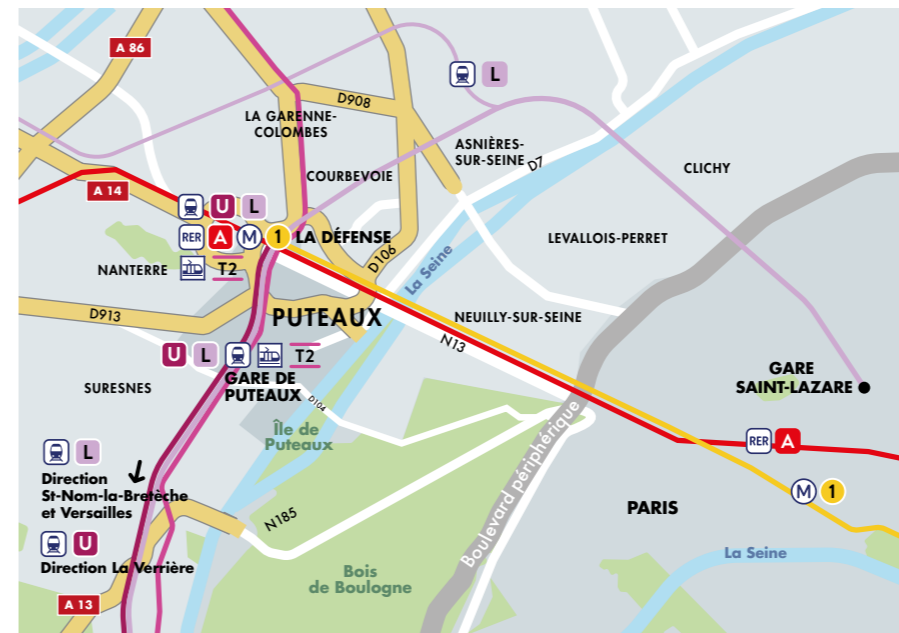 A 86
L
D908
LA GARENNE-
COLOMBES
ASNIÈRES-
SUR-SEINE
D7
CLICHY
COURBEVOIE
A 14
U L
RER A M 1 LA DÉFENSE
LEVALLOIS-PERRET
D106
La Seine
NANTERRE
T2
D913
PUTEAUX
NEUILLY-SUR-SEINE
N13
U L
T2
GARE DE
PUTEAUX
SURESNES
D104
GARE
SAINT-LAZARE
Île de
Puteaux
Boulevard périphérique
RER A
L
Direction
St-Nom-la-Bretèche
et Versailles
M 1
PARIS
N185
U
Direction La Verrière
La Seine
Bois
de Boulogne
A 13